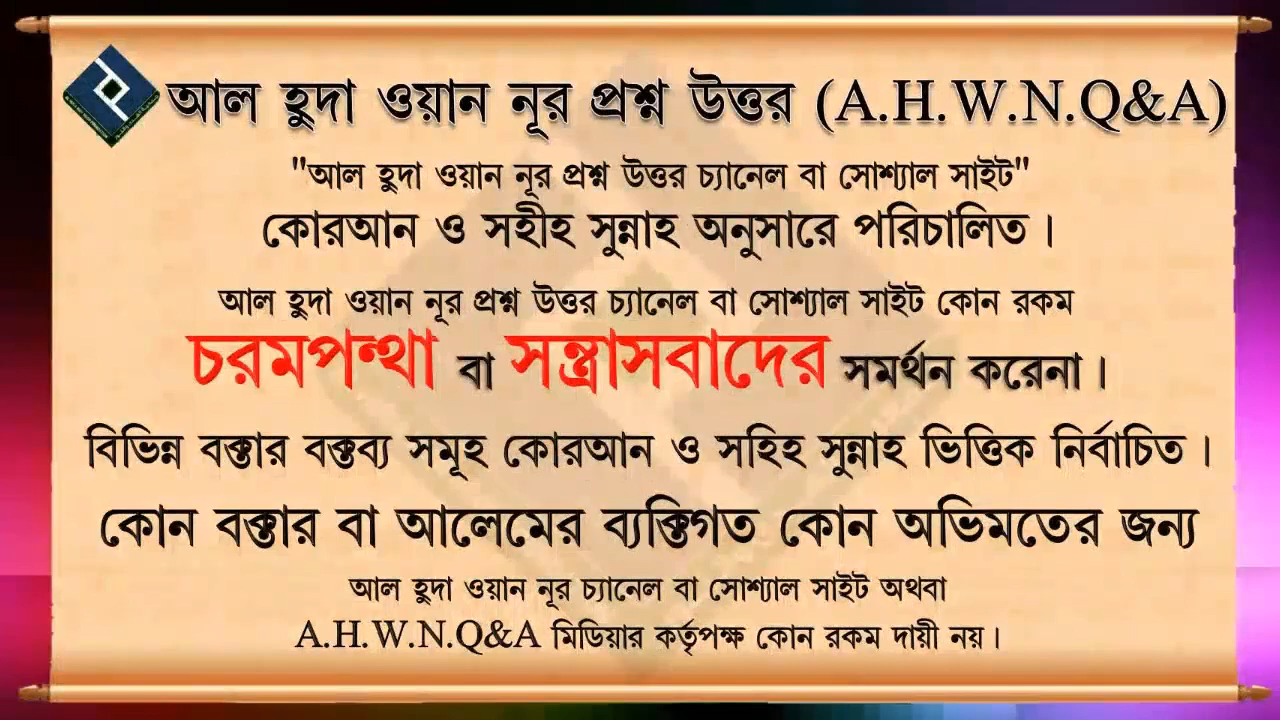 আল হুদা ওয়ান নূর প্রশ্ন উত্তর (A.H.W.N.Q&A)
"আল হুদা ওয়ান নূর প্রশ্ন উত্তর চ্যানেল বা সোশ্যাল সাইট"
কোরআন ও সহীহ সুন্নাহ অনুসারে পরিচালিত।
আল হুদা ওয়ান নূর প্রশ্ন উত্তর চ্যানেল বা সোশ্যাল সাইট কোন রকম
চরমপন্থা বা সন্ত্রাসবাদের সমর্থন করেনা।
বিভিন্ন বক্তার বক্তব্য সমূহ কোরআন ও সহিহ সুন্নাহ ভিত্তিক নির্বাচিত।
কোন বক্তার বা আলেমের ব্যক্তিগত কোন অভিমতের জন্য
আল হুদা ওয়ান নূর চ্যানেল বা সোশ্যাল সাইট অথবা
A.H.W.N.Q&A মিডিয়ার কর্তৃপক্ষ কোন রকম দায়ী নয়।